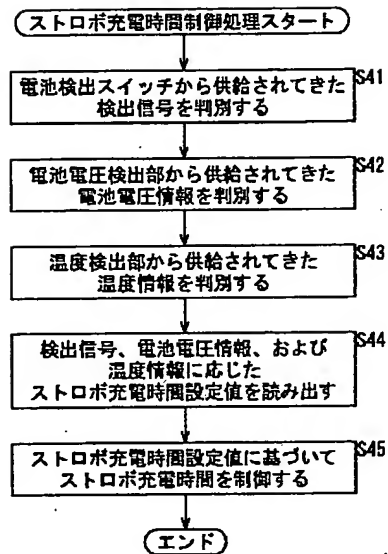 ストロボ充電時間制御処理スタート
S41
電池検出スイッチから供給されてきた
検出信号を判別する
S42
電池電圧検出部から供給されてきた
電池電圧情報を判別する
S43
温度検出部から供給されてきた
温度情報を判別する
S44
検出信号、電池電圧情報、および
温度情報に応じた
ストロボ充電時間設定値を読み出す
S45
ストロボ充電時間設定値に基づいて
ストロボ充電時間を制御する
エンド